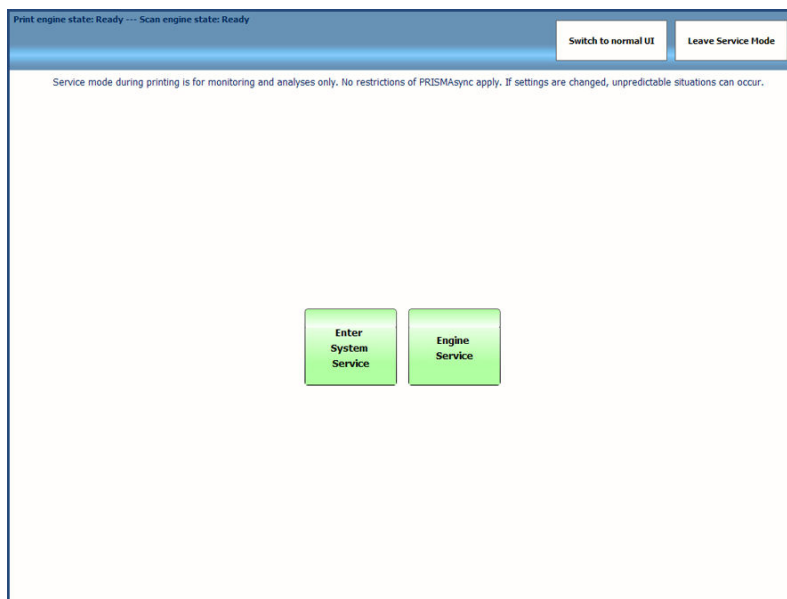 Print engine state: Ready --- Scan engine state: Ready
Switch to normal UI
Leave Service Mode
Service mode during printing is for monitoring and analyses only. No restrictions of PRISMAsync apply. If settings are changed, unpredictable situations can occur.
Enter
System
Service
Engine
Service